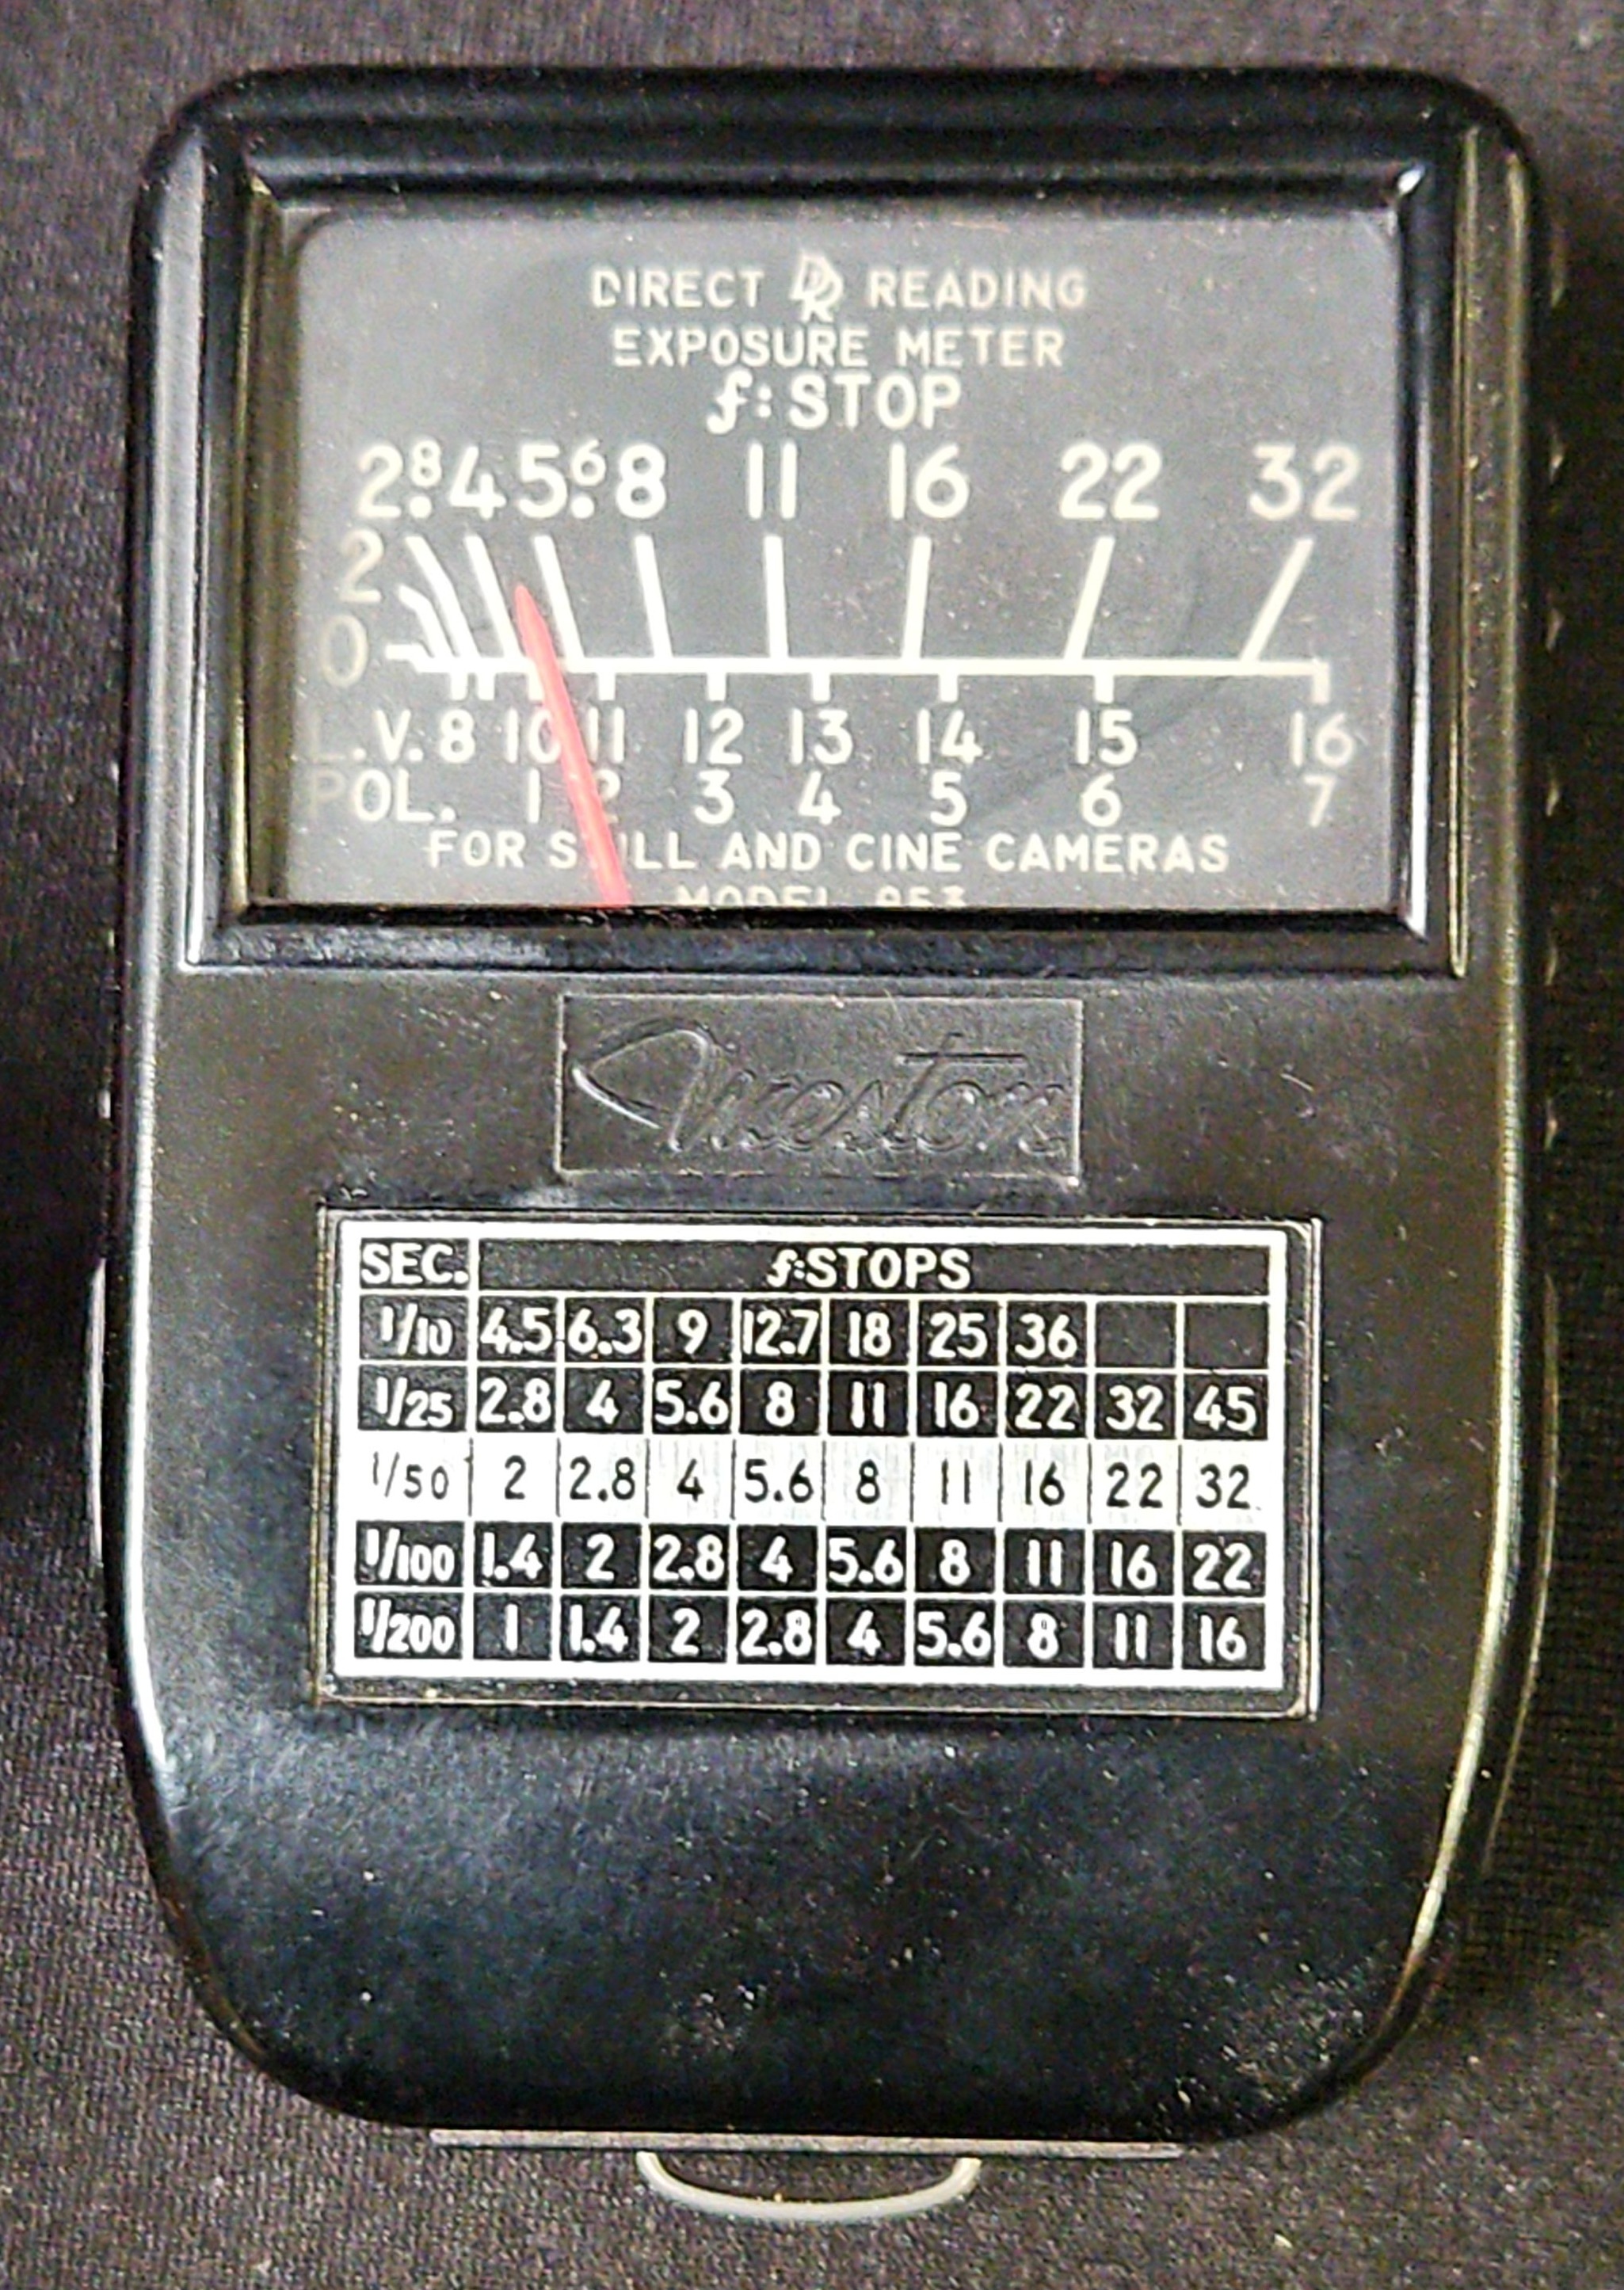 DIRECT DR READING
EXPOSURE METER
f: STOP
2.8 4 5.6 8 11 16 22 32
2
0
L.V. 8 10 11 12 13 14 15 16
POL. 1 2 3 4 5 6 7
FOR STILL AND CINE CAMERAS
MODEL 853
Weston
SEC. f:STOPS
1/10 4.5 6.3 9 12.7 18 25 36
1/25 2.8 4 5.6 8 11 16 22 32 45
1/50 2 2.8 4 5.6 8 11 16 22 32
1/100 1.4 2 2.8 4 5.6 8 11 16 22
1/200 1 1.4 2 2.8 4 5.6 8 11 16